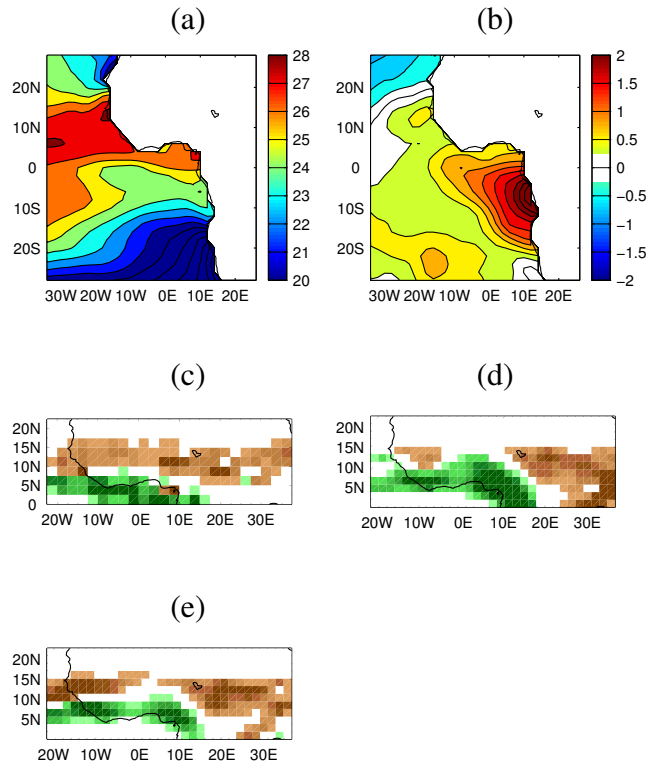 (a) (b)
28 2
20N 27 20N 1.5
10N 26 10N 1
25 0.5
0 24 0 0
10S 23 10S −0.5
22 −1
20S 21 20S −1.5
20 −2
30W 20W 10W 0E 10E 20E 30W 20W 10W 0E 10E 20E
(c) (d)
20N 20N
15N 15N
10N 10N
5N 5N
0
20W 10W 0E 10E 20E 30E 20W 10W 0E 10E 20E 30E
(e)
20N
15N
10N
5N
20W 10W 0E 10E 20E 30E